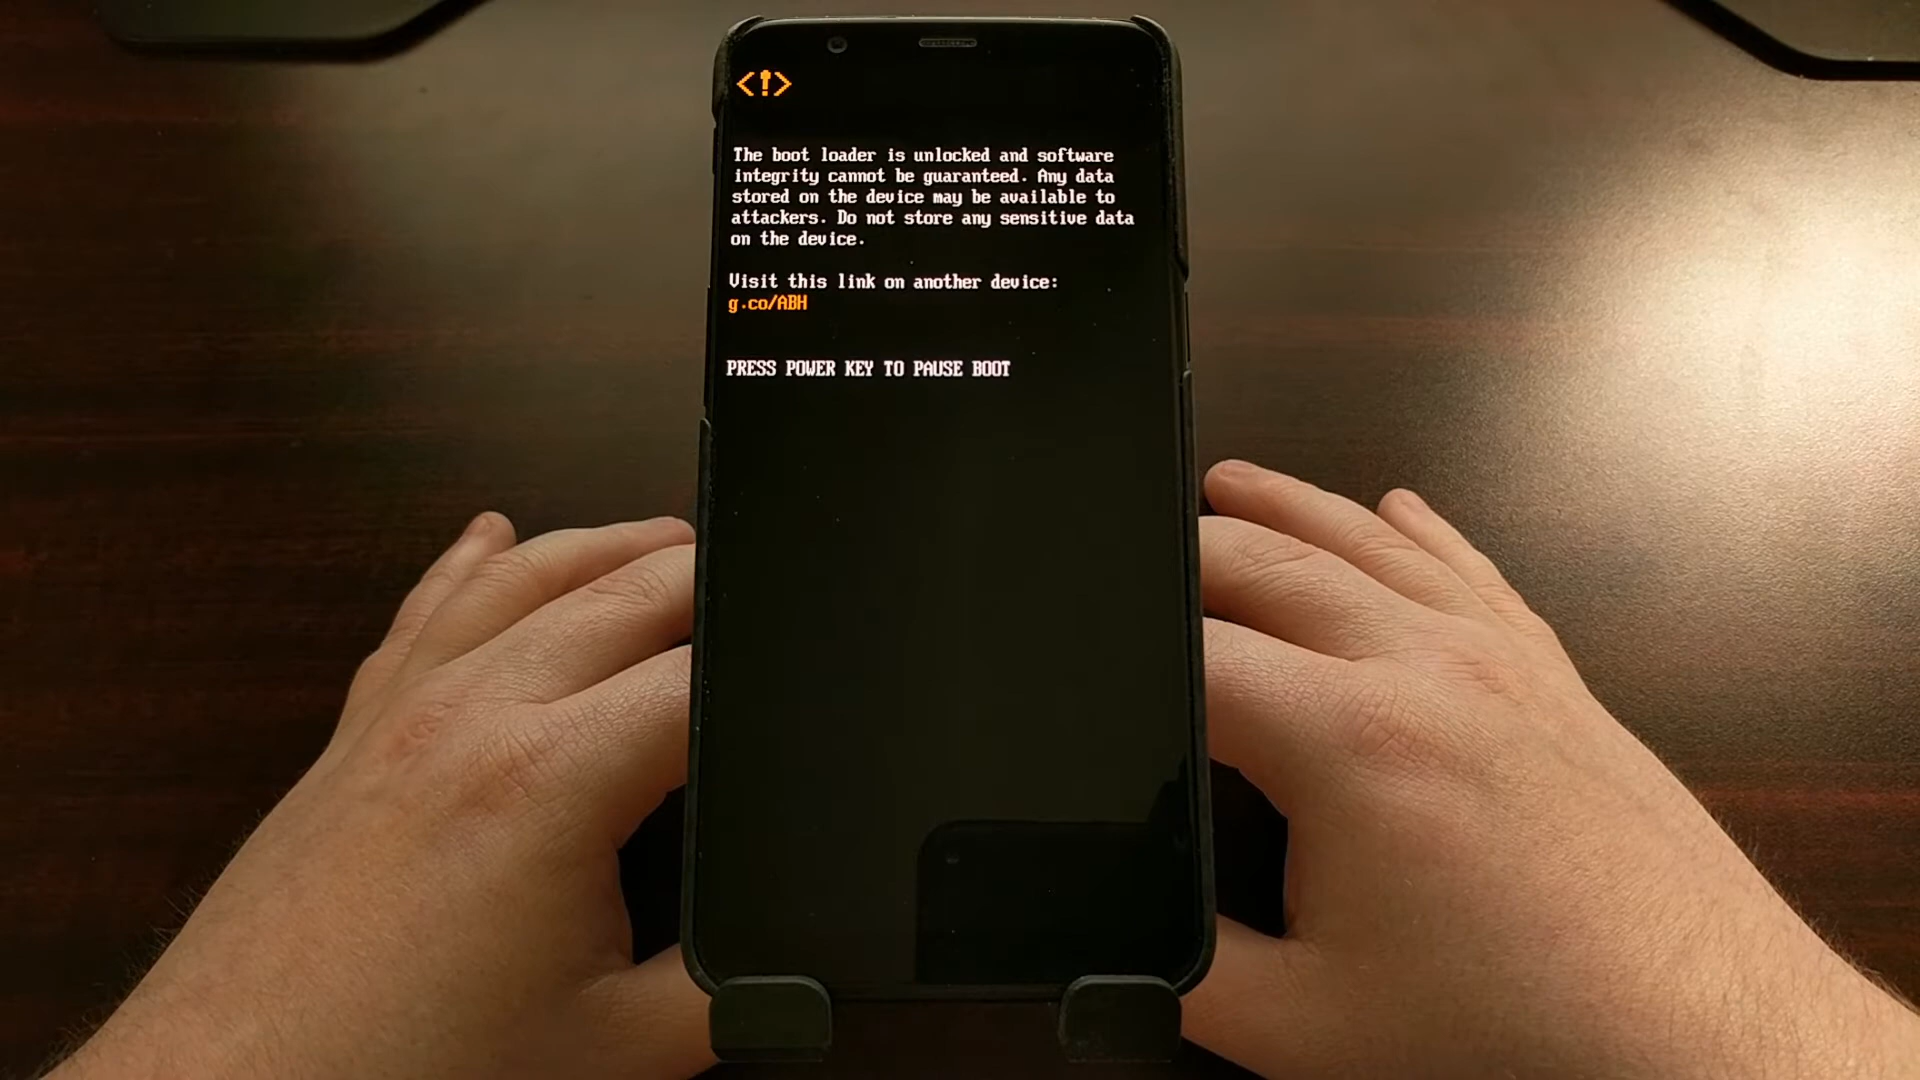 <!>
The boot loader is unlocked and software
integrity cannot be guaranteed. Any data
stored on the device may be available to
attackers. Do not store any sensitive data
on the device.
Visit this link on another device:
g.co/ABH
PRESS POWER KEY TO PAUSE BOOT